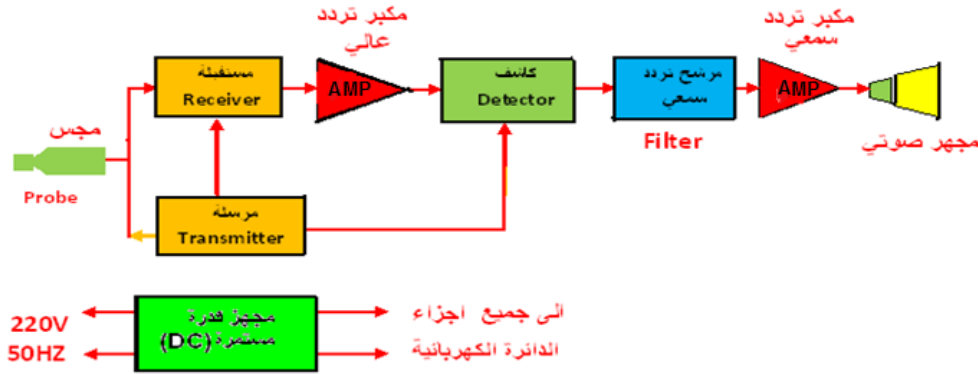 مكبر تردد
عالي
مكبر تردد
سمعي
مستقبلة
Receiver
AMP
كاشف
Detector
مرشح تردد
سمعي
AMP
Filter
مجهر صوتي
مجس
Probe
مرسلة
Transmitter
220V
50HZ
مجهز قدرة
مستمرة (DC)
الى جميع اجزاء
الدائرة الكهربائية